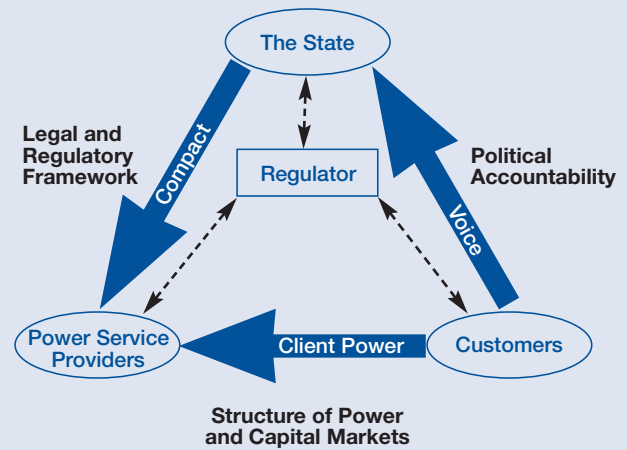 The State
Legal and
Regulatory
Framework
Compact
Regulator
Political
Accountability
Voice
Power Service
Providers
Client Power
Customers
Structure of Power
and Capital Markets